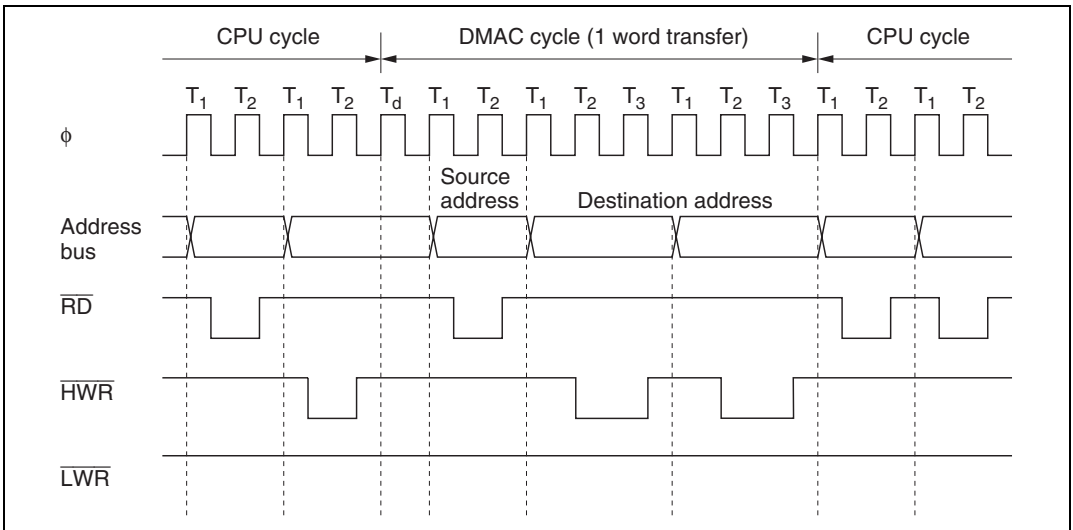 CPU cycle DMAC cycle (1 word transfer) CPU cycle
T1 T2 T1 T2 Td T1 T2 T1 T2 T3 T1 T2 T3 T1 T2 T1 T2
ϕ
Source
address Destination address
Address
bus
RD
HWR
LWR